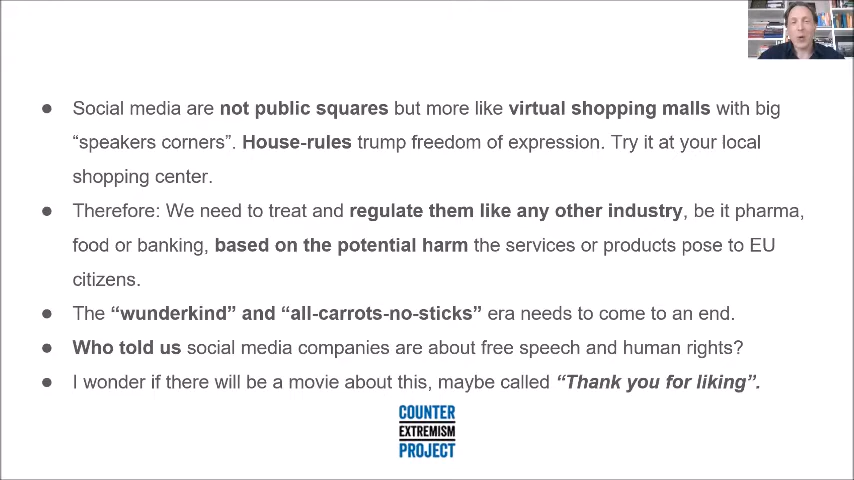 ● Social media are not public squares but more like virtual shopping malls with big
“speakers corners”. House-rules trump freedom of expression. Try it at your local
shopping center.
● Therefore: We need to treat and regulate them like any other industry, be it pharma,
food or banking, based on the potential harm the services or products pose to EU
citizens.
● The “wunderkind” and “all-carrots-no-sticks” era needs to come to an end.
● Who told us social media companies are about free speech and human rights?
● I wonder if there will be a movie about this, maybe called “Thank you for liking”.
COUNTER
EXTREMISM
PROJECT